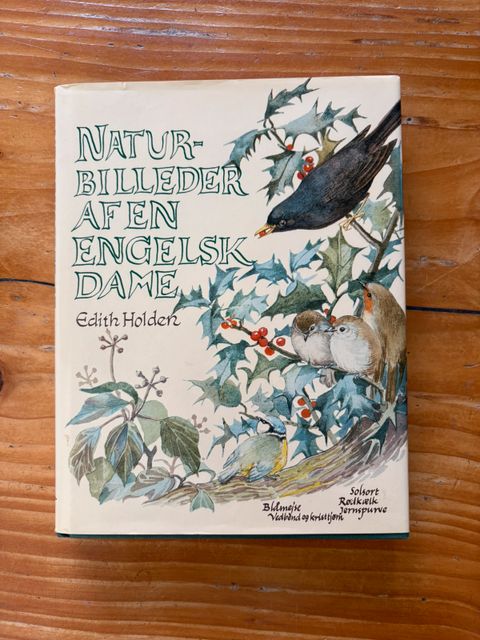 NATUR-
BILLEDER
AF EN
ENGELSK
DAME
Edith Holden
Blåmejse
Vedbend og kristtjørn
Solsort
Rødkælk
Jernspurve